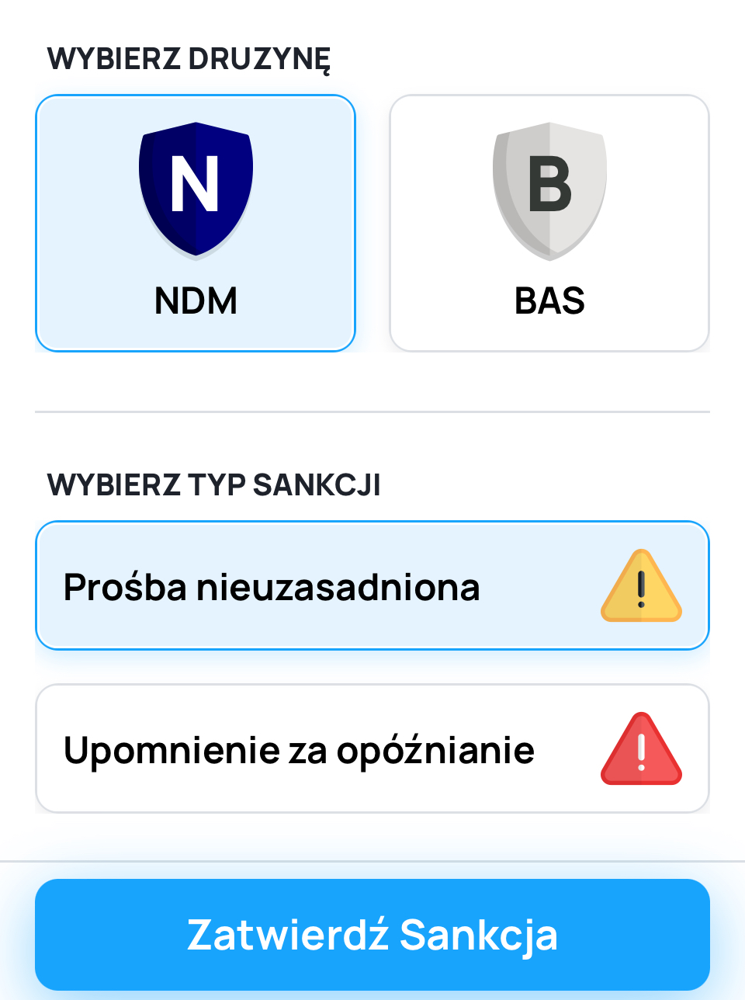 WYBIERZ DRUZYNĘ
N
B
NDM
BAS
WYBIERZ TYP SANKCJI
Prośba nieuzasadniona
Upomnienie za opóźnianie
Zatwierdź Sankcja